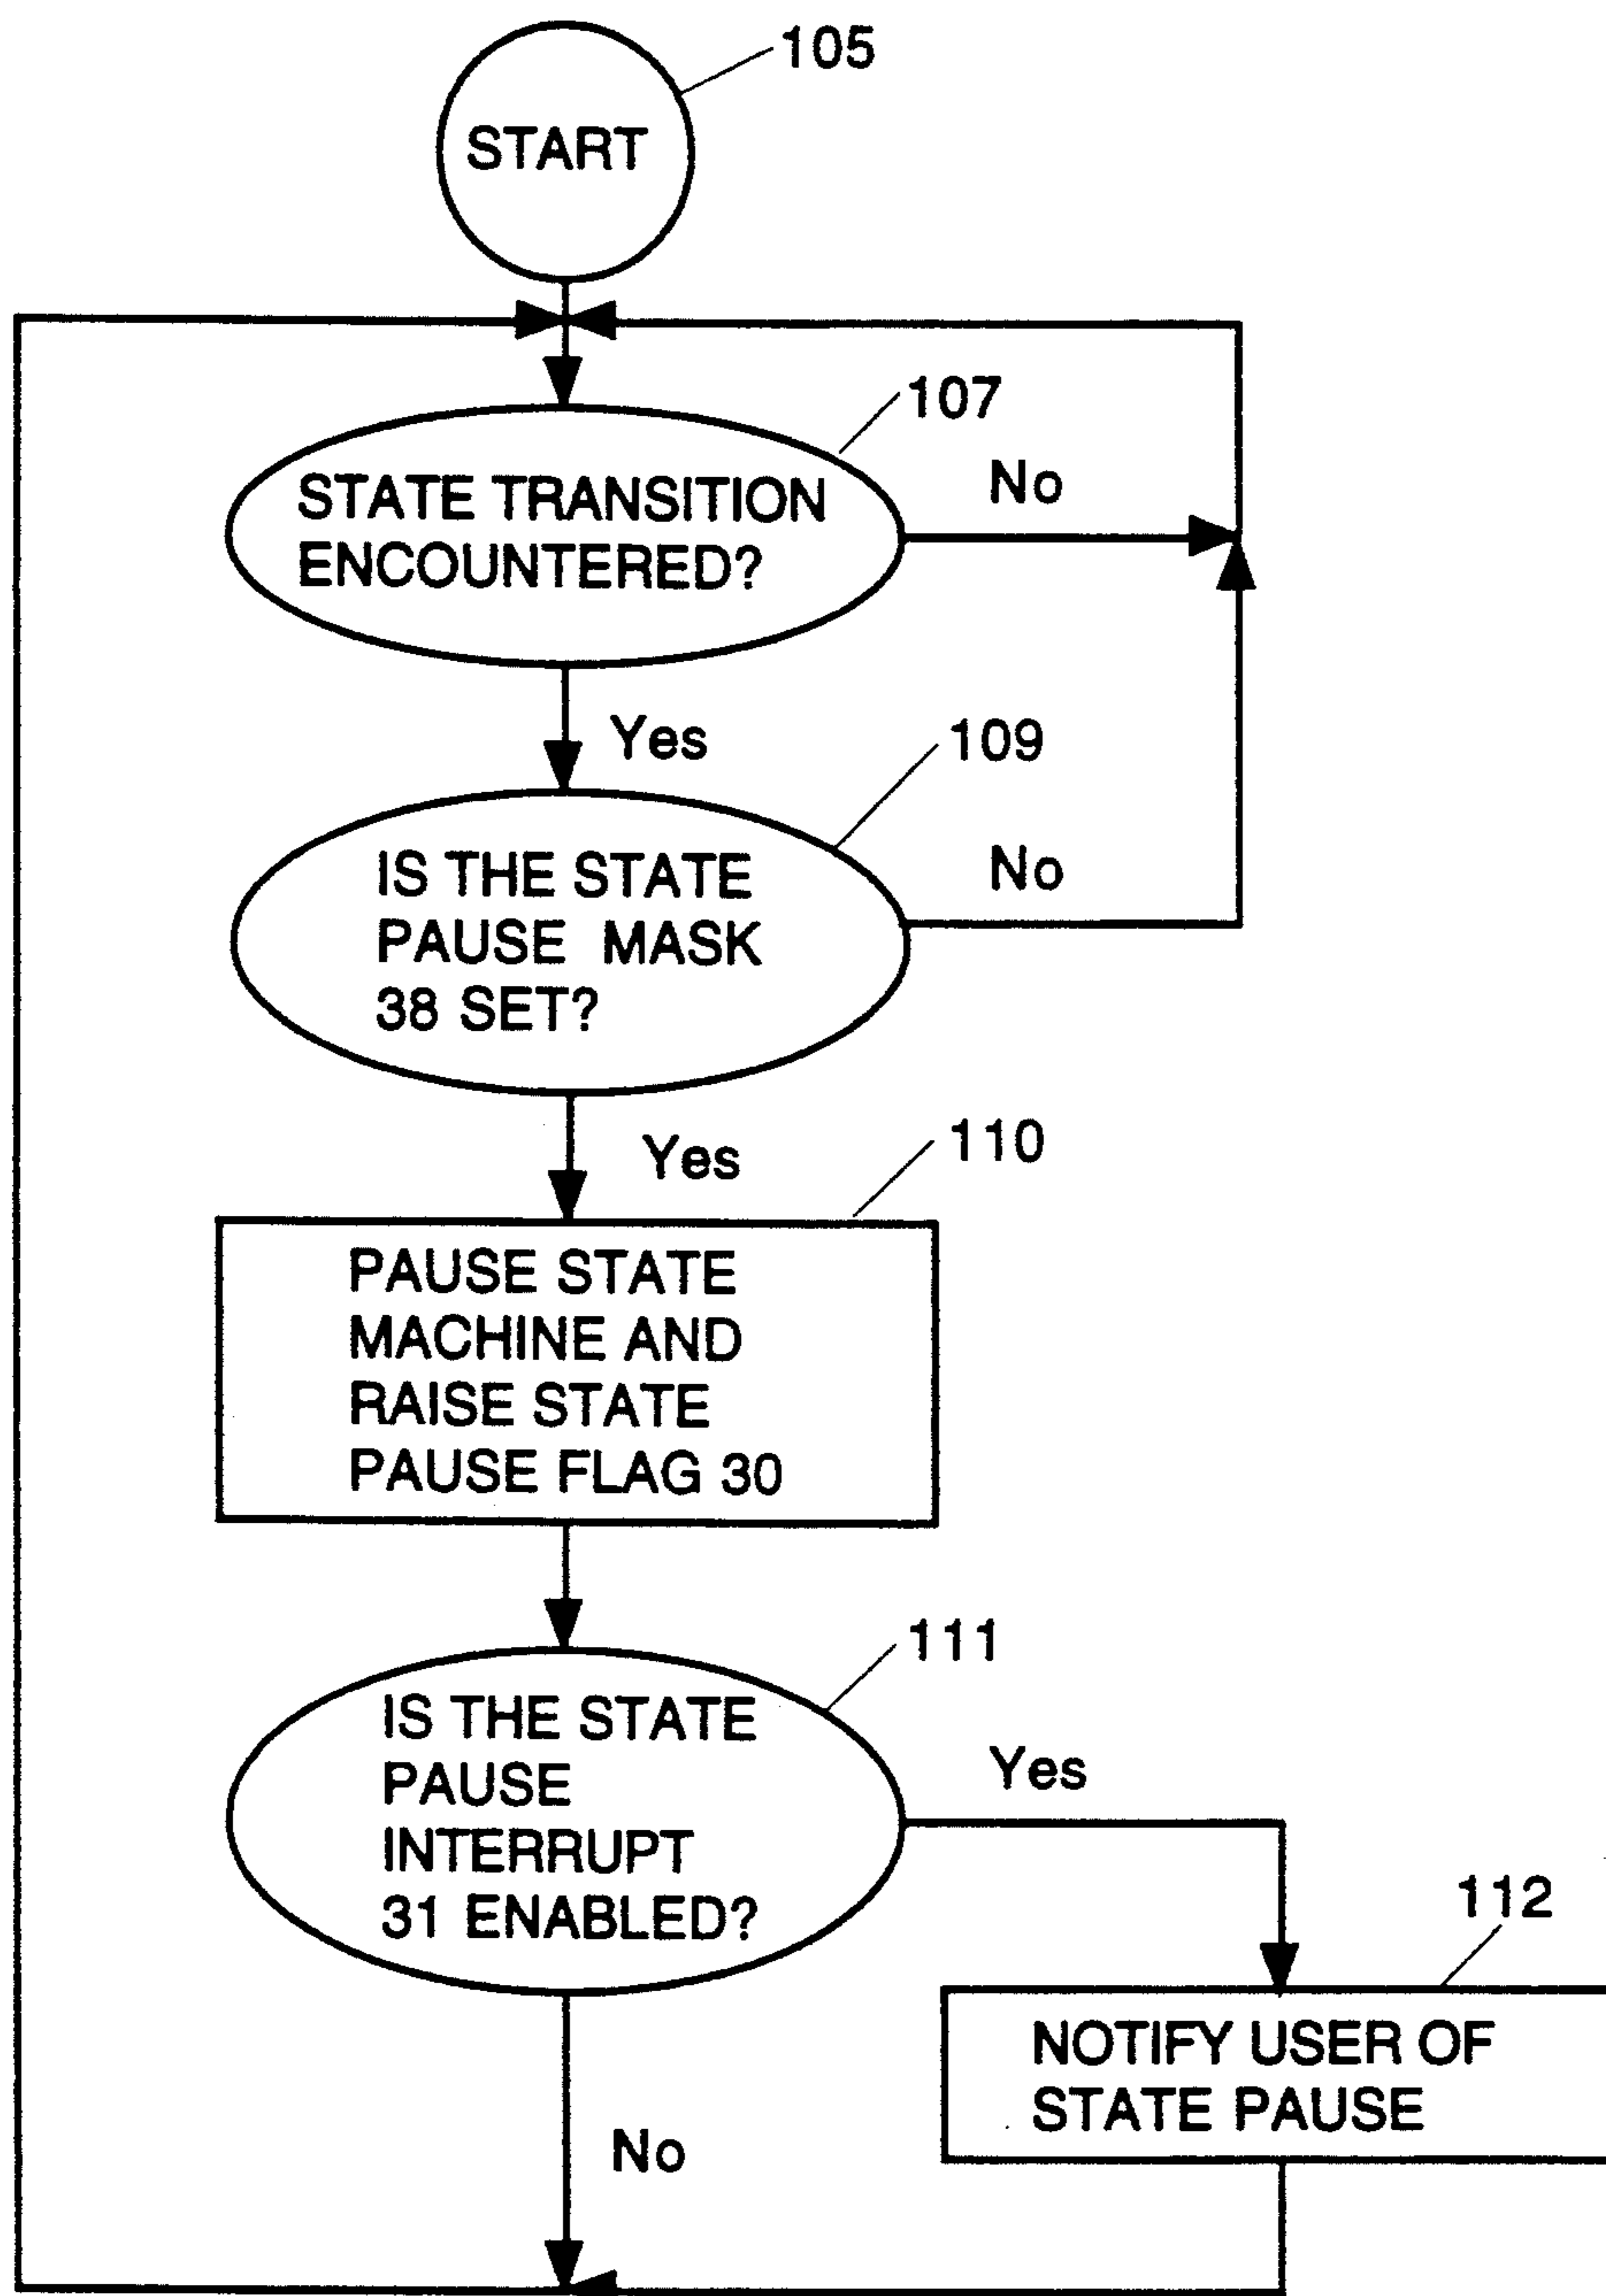 105
START
107
STATE TRANSITION
ENCOUNTERED?
No
Yes
109
IS THE STATE
PAUSE MASK
38 SET?
No
Yes
110
PAUSE STATE
MACHINE AND
RAISE STATE
PAUSE FLAG 30
111
IS THE STATE
PAUSE
INTERRUPT
31 ENABLED?
Yes
112
NOTIFY USER OF
STATE PAUSE
No